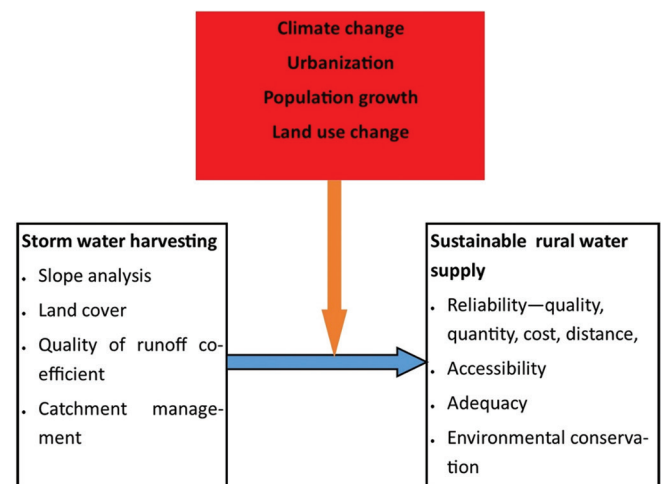 Climate change
Urbanization
Population growth
Land use change
Storm water harvesting
• Slope analysis
• Land cover
• Quality of runoff co-
efficient
• Catchment manage-
ment
Sustainable rural water
supply
• Reliability—quality,
quantity, cost, distance,
• Accessibility
• Adequacy
• Environmental conserva-
tion